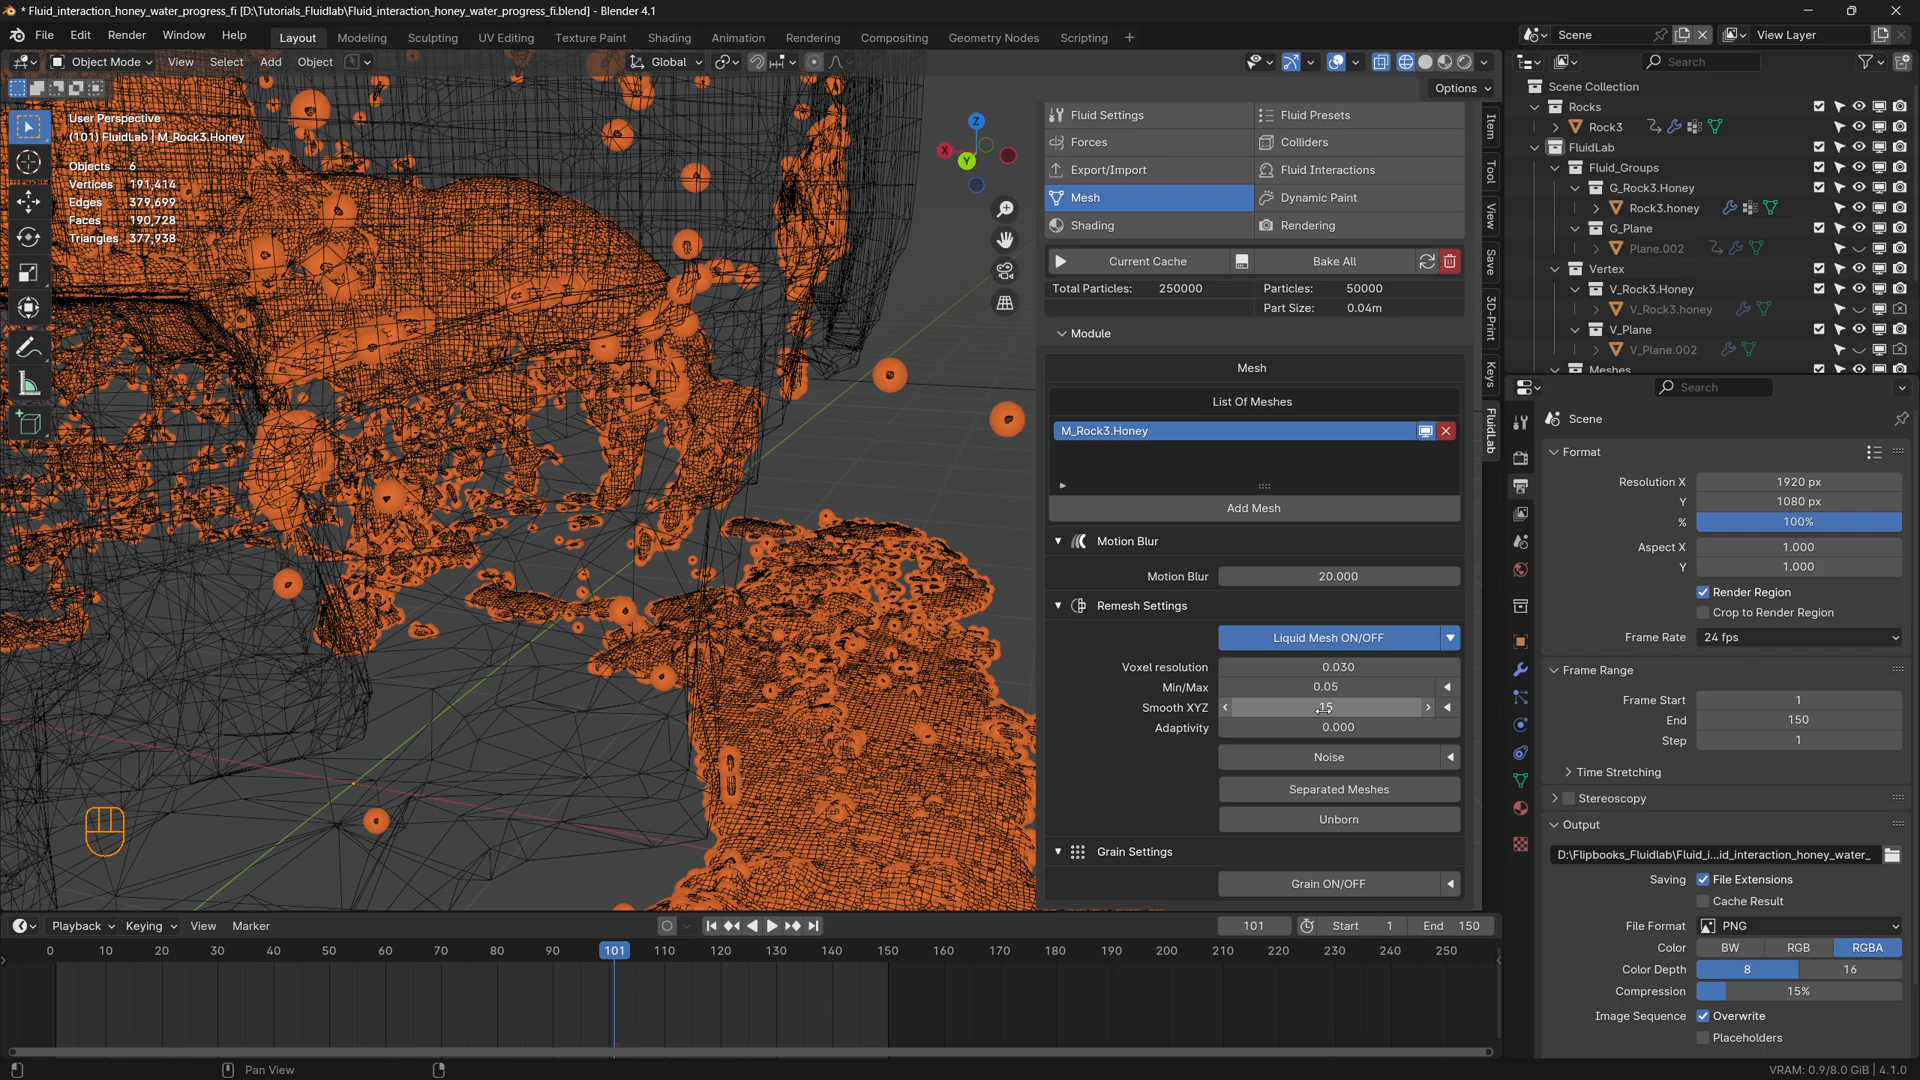 * Fluid_interaction_honey_water_progress_fi [D:\Tutorials_Fluidlab\Fluid_interaction_honey_water_progress_fi.blend] - Blender 4.1
File Edit Render Window Help Layout Modeling Sculpting UV Editing Texture Paint Shading Animation Rendering Compositing Geometry Nodes Scripting +
Scene View Layer
Object Mode View Select Add Object Global
Search
Options
User Perspective
(101) FluidLab | M_Rock3.Honey
Objects 6
Vertices 191,414
Edges 379,699
Faces 190,728
Triangles 377,938
Z
X
Y
Fluid Settings Fluid Presets
Forces Colliders
Export/Import Fluid Interactions
Mesh Dynamic Paint
Shading Rendering
Current Cache Bake All
Total Particles: 250000 Particles: 50000
Part Size: 0.04m
Module
Mesh
List Of Meshes
M_Rock3.Honey
Add Mesh
Motion Blur
Motion Blur 20.000
Remesh Settings
Liquid Mesh ON/OFF
Voxel resolution 0.030
Min/Max 0.05
Smooth XYZ 15
Adaptivity 0.000
Noise
Separated Meshes
Unborn
Grain Settings
Grain ON/OFF
Item
Tool
View
Save
3D-Print
Keys
FluidLab
Scene Collection
Rocks
Rock3
FluidLab
Fluid_Groups
G_Rock3.Honey
Rock3.honey
G_Plane
Plane.002
Vertex
V_Rock3.Honey
V_Rock3.honey
V_Plane
V_Plane.002
Meshes
Search
Scene
Format
Resolution X 1920 px
Y 1080 px
% 100%
Aspect X 1.000
Y 1.000
Render Region
Crop to Render Region
Frame Rate 24 fps
Frame Range
Frame Start 1
End 150
Step 1
Time Stretching
Stereoscopy
Output
D:\Flipbooks_Fluidlab\Fluid_i...id_interaction_honey_water_
Saving File Extensions
Cache Result
File Format PNG
Color BW RGB RGBA
Color Depth 8 16
Compression 15%
Image Sequence Overwrite
Placeholders
Playback Keying View Marker 101 Start 1 End 150
0 10 20 30 40 50 60 70 80 90 101 110 120 130 140 150 160 170 180 190 200 210 220 230 240 250
Pan View
VRAM: 0.9/8.0 GiB | 4.1.0